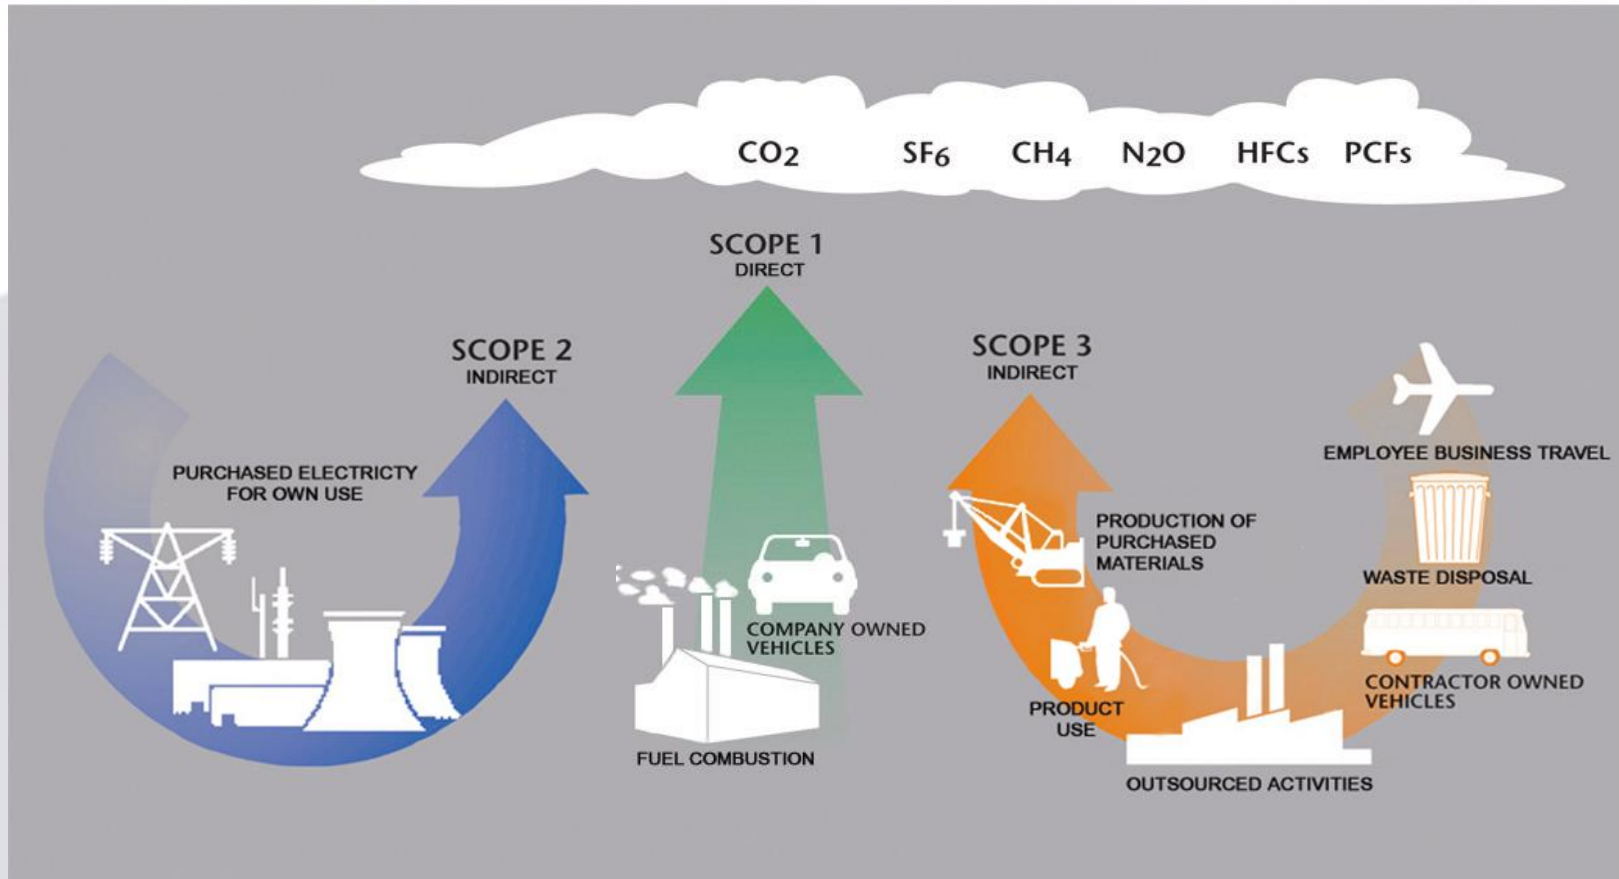 CO2 SF6 CH4 N2O HFCs PCFs
SCOPE 1
DIRECT
SCOPE 2
INDIRECT
SCOPE 3
INDIRECT
PURCHASED ELECTRICTY
FOR OWN USE
COMPANY OWNED
VEHICLES
FUEL COMBUSTION
EMPLOYEE BUSINESS TRAVEL
PRODUCTION OF
PURCHASED
MATERIALS
WASTE DISPOSAL
CONTRACTOR OWNED
VEHICLES
PRODUCT
USE
OUTSOURCED ACTIVITIES